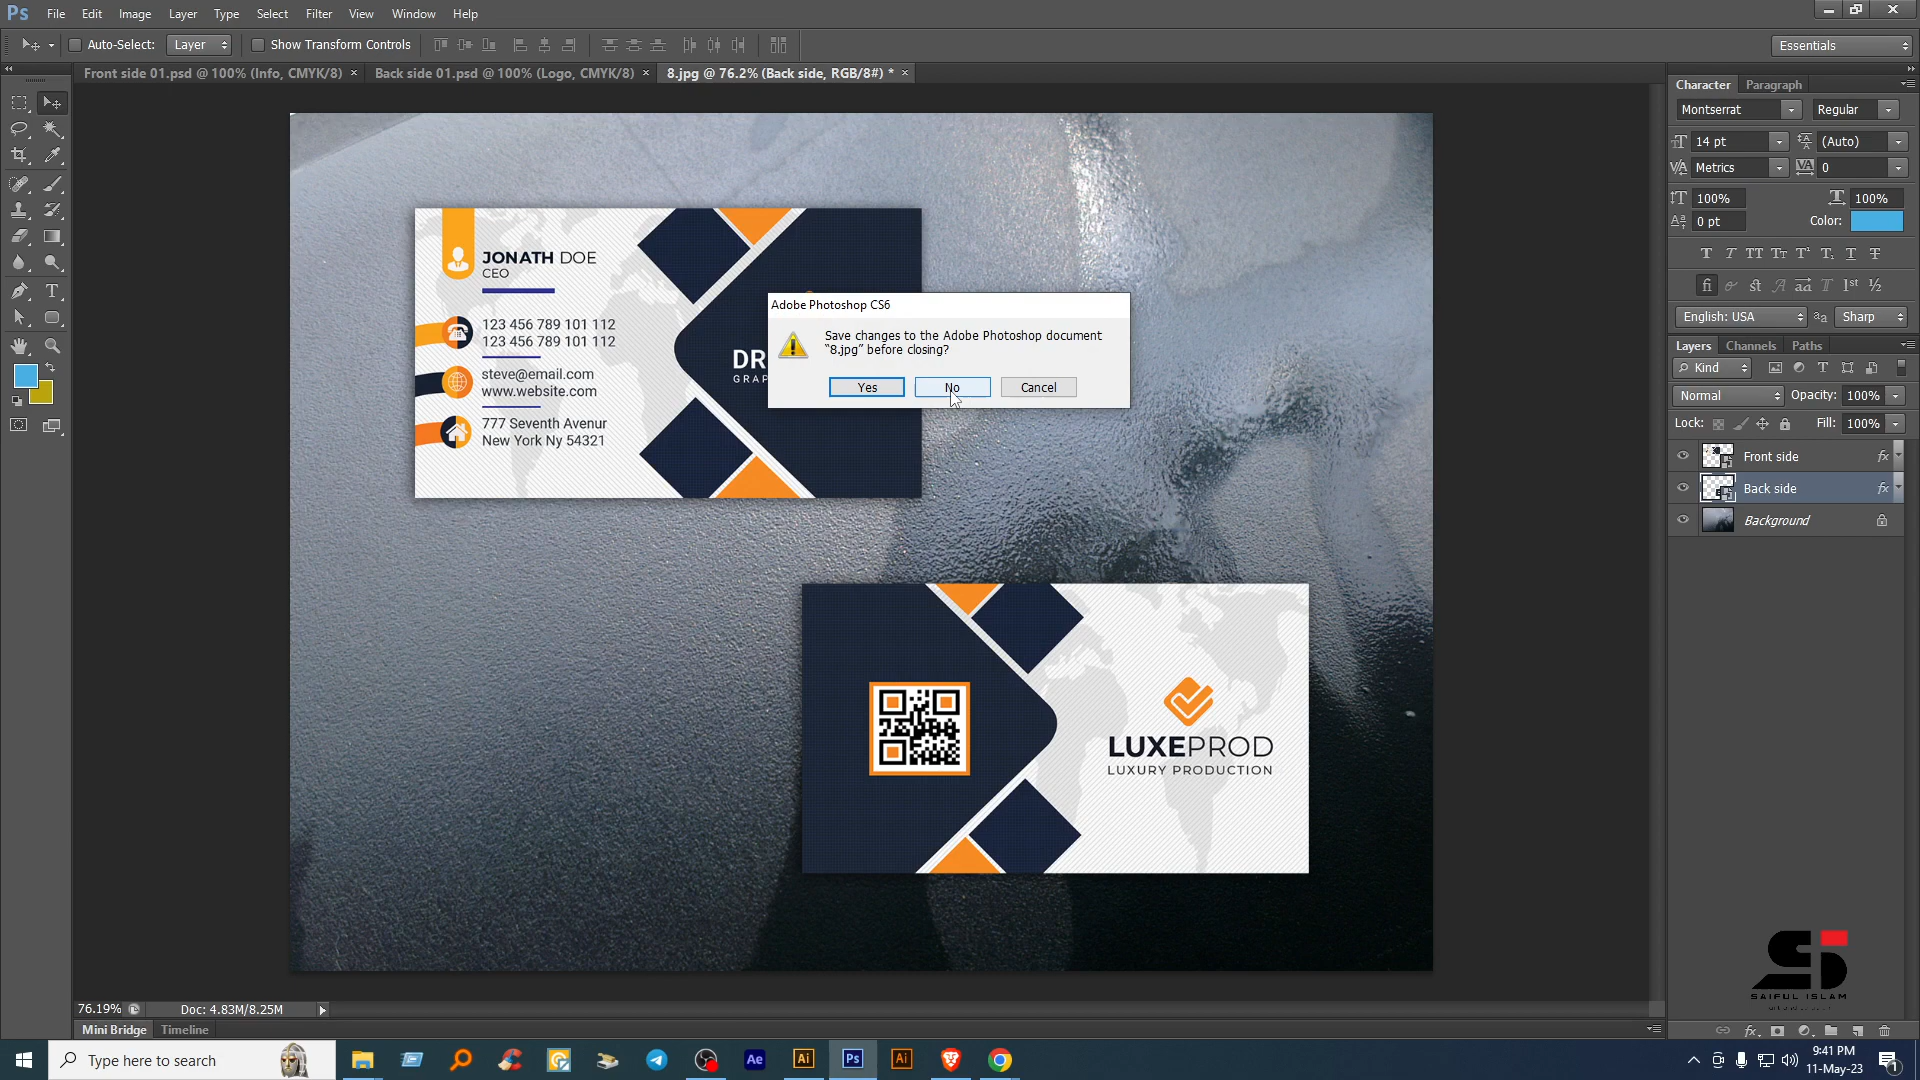 Ps File Edit Image Layer Type Select Filter View Window Help
Auto-Select: Layer Show Transform Controls Essentials
Front side 01.psd @ 100% (Info, CMYK/8) × Back side 01.psd @ 100% (Logo, CMYK/8) × 8.jpg @ 76.2% (Back side, RGB/8#) * ×
Character Paragraph
Montserrat Regular
14 pt (Auto)
Metrics 0
100% 100%
0 pt Color:
English: USA Sharp
Layers Channels Paths
Kind
Normal Opacity: 100%
Lock: Fill: 100%
Front side fx
Back side fx
Background
JONATH DOE
CEO
123 456 789 101 112
123 456 789 101 112
steve@email.com
www.website.com
777 Seventh Avenur
New York Ny 54321
DR
GRAP
Adobe Photoshop CS6
Save changes to the Adobe Photoshop document
“8.jpg” before closing?
Yes No Cancel
LUXEPROD
LUXURY PRODUCTION
SAIFUL ISLAM
76.19% Doc: 4.83M/8.25M
Mini Bridge Timeline
Type here to search
Ae Ai Ps Ai
9:41 PM
11-May-23
1